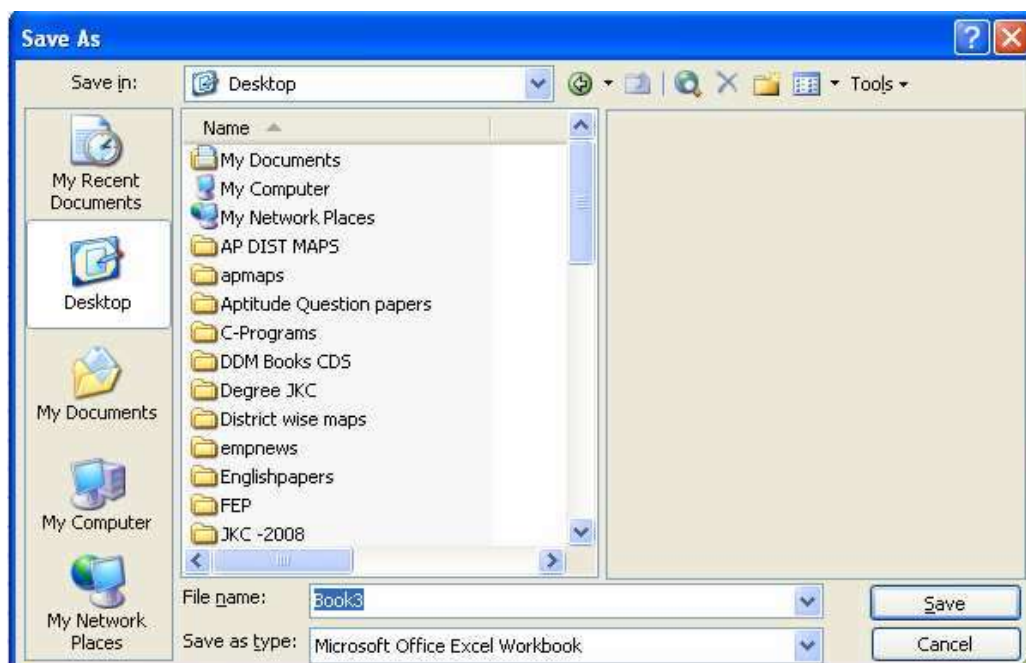 Save As
Save in:
Desktop
Tools
My Recent
Documents
Desktop
My Documents
My Computer
My Network
Places
Name
My Documents
My Computer
My Network Places
AP DIST MAPS
apmaps
Aptitude Question papers
C-Programs
DDM Books CDS
Degree JKC
District wise maps
empnews
Englishpapers
FEP
JKC -2008
File name:
Book3
Save
Save as type:
Microsoft Office Excel Workbook
Cancel